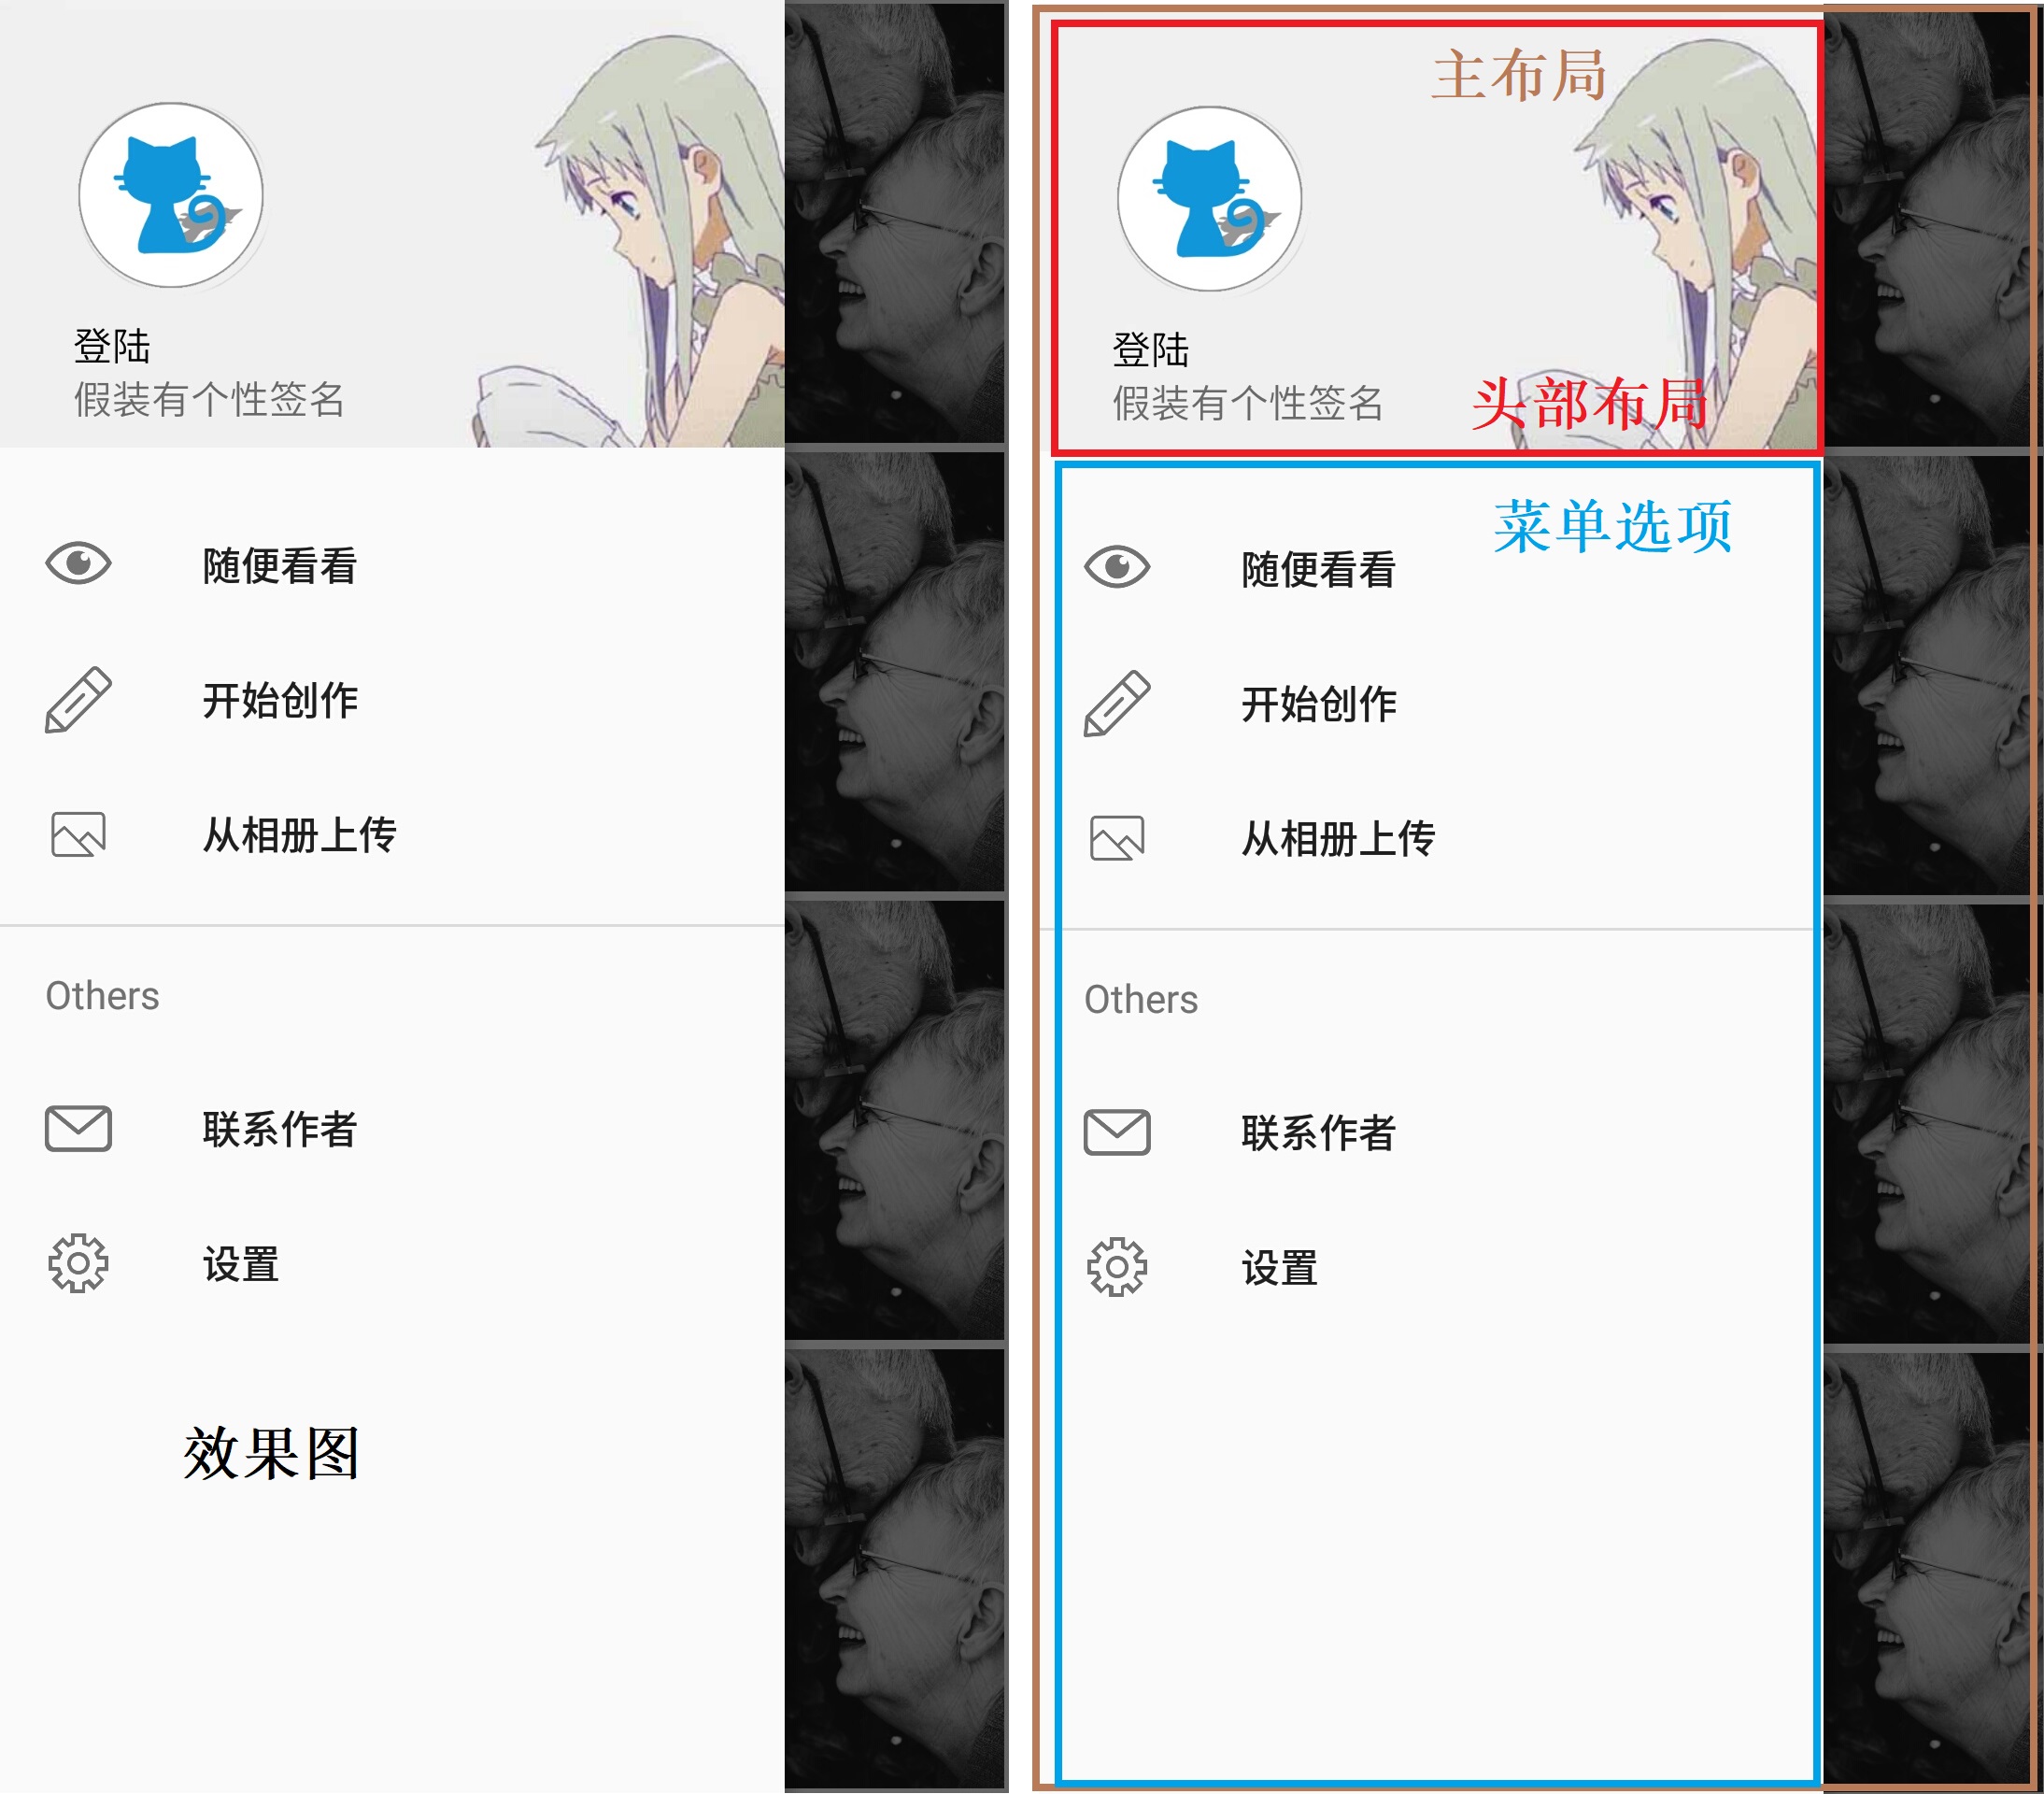 登陆
假装有个性签名
随便看看
开始创作
从相册上传
Others
联系作者
设置
效果图
主布局
登陆
假装有个性签名
头部布局
菜单选项
随便看看
开始创作
从相册上传
Others
联系作者
设置